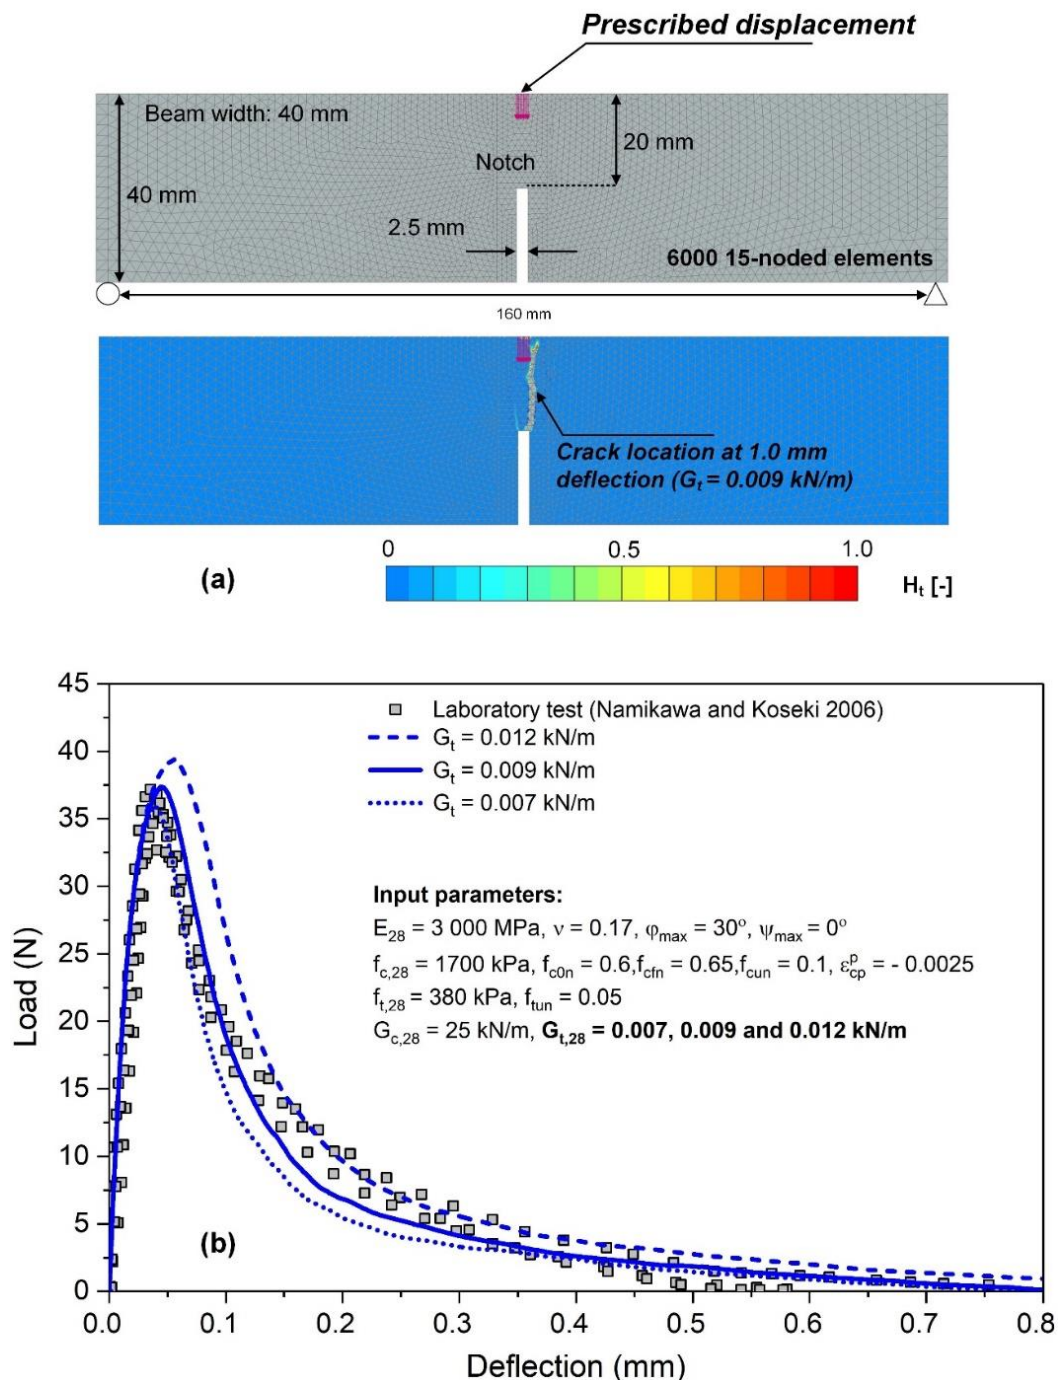 Prescribed displacement
Beam width: 40 mm
20 mm
Notch
40 mm
2.5 mm
6000 15-noded elements
160 mm
Crack location at 1.0 mm
deflection (Gₜ = 0.009 kN/m)
0 0.5 1.0
(a)
Hₜ [-]
45
40
35
30
25
20
15
10
5
0
Load (N)
Laboratory test (Namikawa and Koseki 2006)
Gₜ = 0.012 kN/m
Gₜ = 0.009 kN/m
Gₜ = 0.007 kN/m
Input parameters:
E₂₈ = 3 000 MPa, ν = 0.17, φmax = 30°, ψmax = 0°
fc,28 = 1700 kPa, fc0n = 0.6,fcfn = 0.65,fcun = 0.1, εᵖcp = - 0.0025
ft,28 = 380 kPa, ftun = 0.05
Gc,28 = 25 kN/m, Gt,28 = 0.007, 0.009 and 0.012 kN/m
(b)
0.0 0.1 0.2 0.3 0.4 0.5 0.6 0.7 0.8
Deflection (mm)